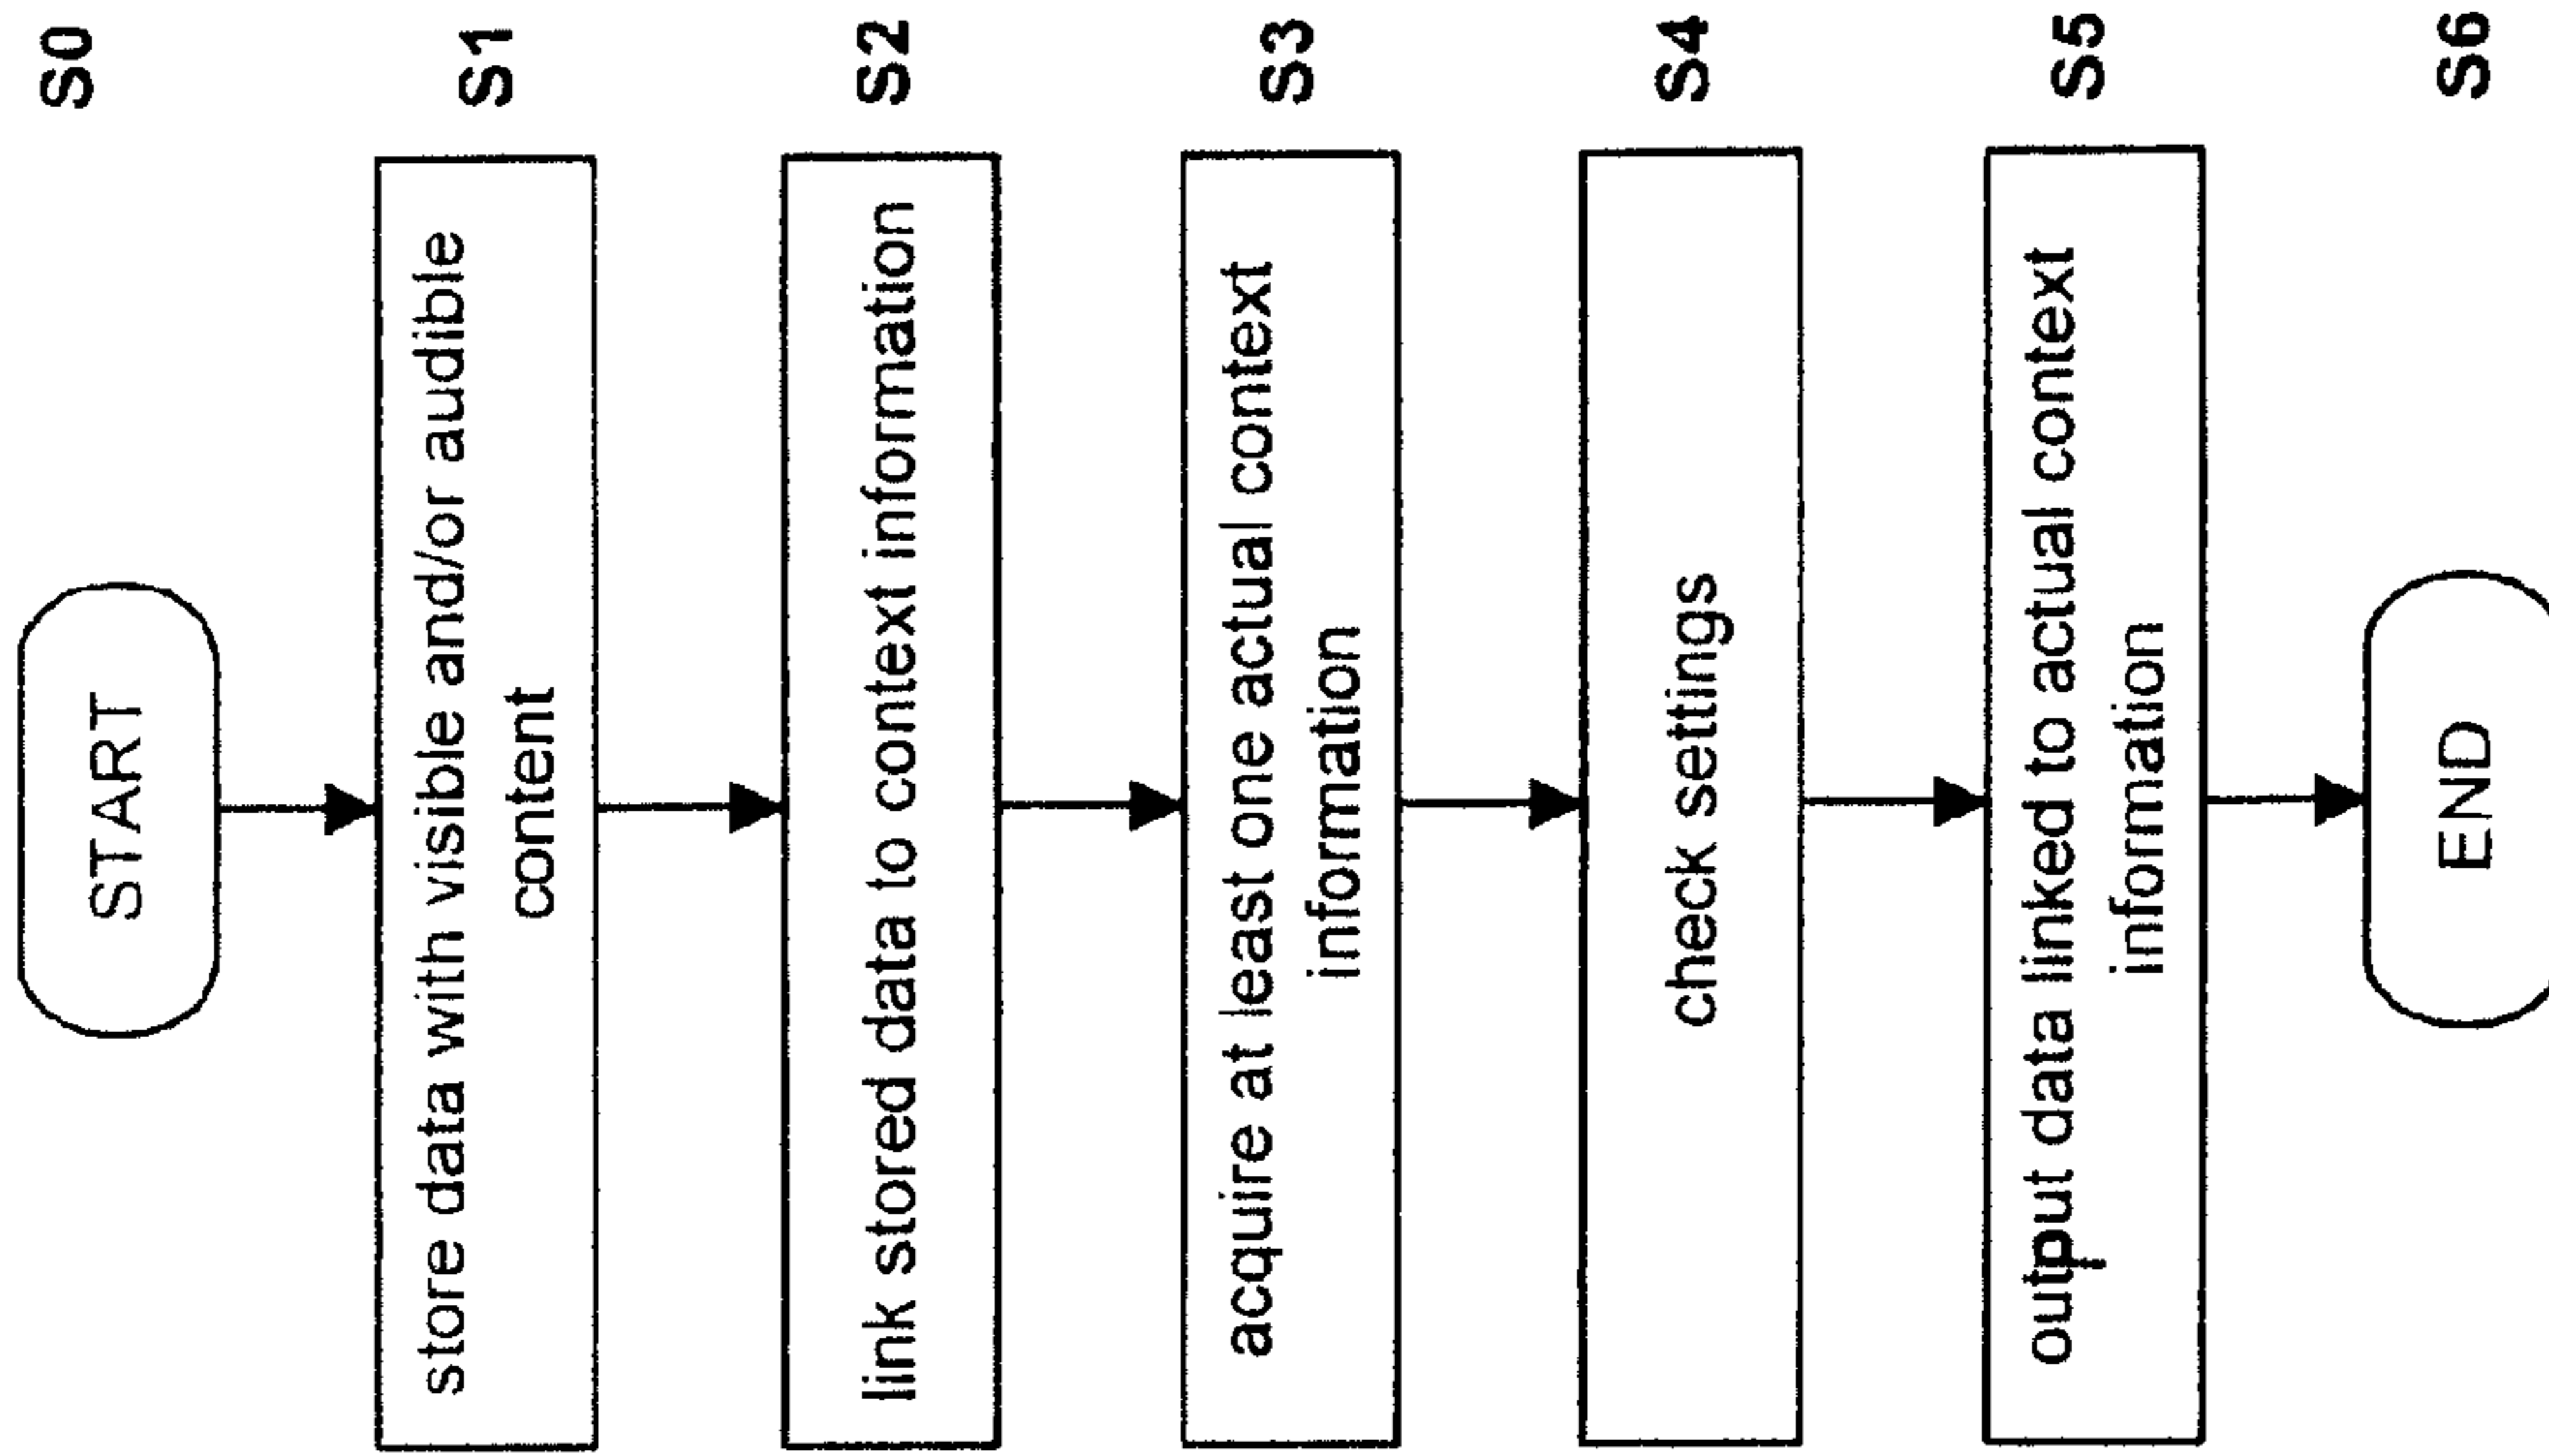 START S0
store data with visible and/or audible
content
S1
link stored data to context information S2
acquire at least one actual context
information
S3
check settings S4
output data linked to actual context
information
S5
END S6